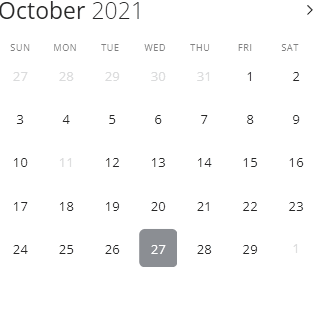 October 2021 >
SUN MON TUE WED THU FRI SAT
27 28 29 30 31 1 2
3 4 5 6 7 8 9
10 11 12 13 14 15 16
17 18 19 20 21 22 23
24 25 26 27 28 29 1